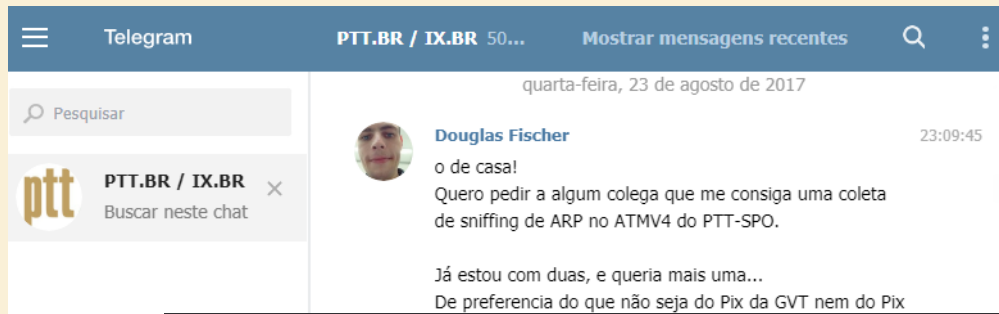 Telegram
PTT.BR / IX.BR 50... Mostrar mensagens recentes
Pesquisar
ptt
PTT.BR / IX.BR
Buscar neste chat
quarta-feira, 23 de agosto de 2017
Douglas Fischer 23:09:45
o de casa!
Quero pedir a algum colega que me consiga uma coleta
de sniffing de ARP no ATMV4 do PTT-SPO.
Já estou com duas, e queria mais uma...
De preferencia do que não seja do Pix da GVT nem do Pix